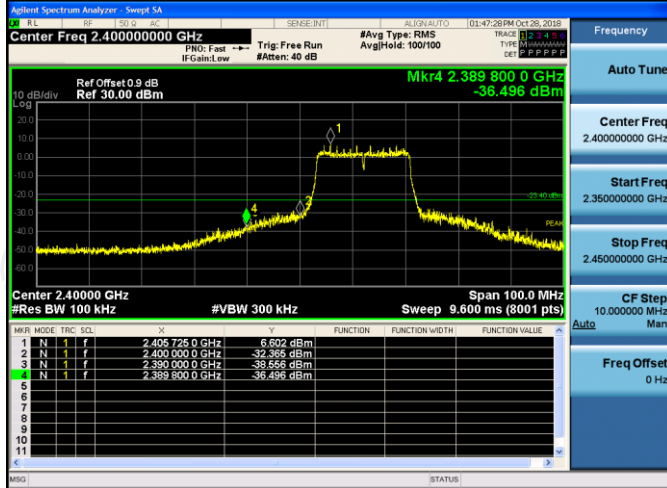 Agilent Spectrum Analyzer - Swept SA
RL RF 50 Ω AC SENSE:INT ALIGN AUTO 01:47:28 PM Oct 28, 2018
Center Freq 2.400000000 GHz
PNO: Fast
IFGain:Low
Trig: Free Run
#Atten: 40 dB
#Avg Type: RMS
Avg|Hold: 100/100
TRACE 1 2 3 4 5 6
TYPE M
DET P P P P P P
Frequency
Ref Offset 0.9 dB
10 dB/div Ref 30.00 dBm
Mkr4 2.389 800 0 GHz
-36.496 dBm
Log
20.0
10.0
0.00
-10.0
-20.0
-30.0
-40.0
-50.0
-60.0
1
2
4
-23.40 dBm
PEAK
Center 2.40000 GHz
#Res BW 100 kHz
#VBW 300 kHz
Span 100.0 MHz
Sweep 9.600 ms (8001 pts)
MKR MODE TRC SCL X Y FUNCTION FUNCTION WIDTH FUNCTION VALUE
1 N 1 f 2.405 725 0 GHz 6.602 dBm
2 N 1 f 2.400 000 0 GHz -32.365 dBm
3 N 1 f 2.390 000 0 GHz -38.556 dBm
4 N 1 f 2.389 800 0 GHz -36.496 dBm
5
6
7
8
9
10
11
MSG STATUS
Auto Tune
Center Freq
2.400000000 GHz
Start Freq
2.350000000 GHz
Stop Freq
2.450000000 GHz
CF Step
10.000000 MHz
Auto Man
Freq Offset
0 Hz